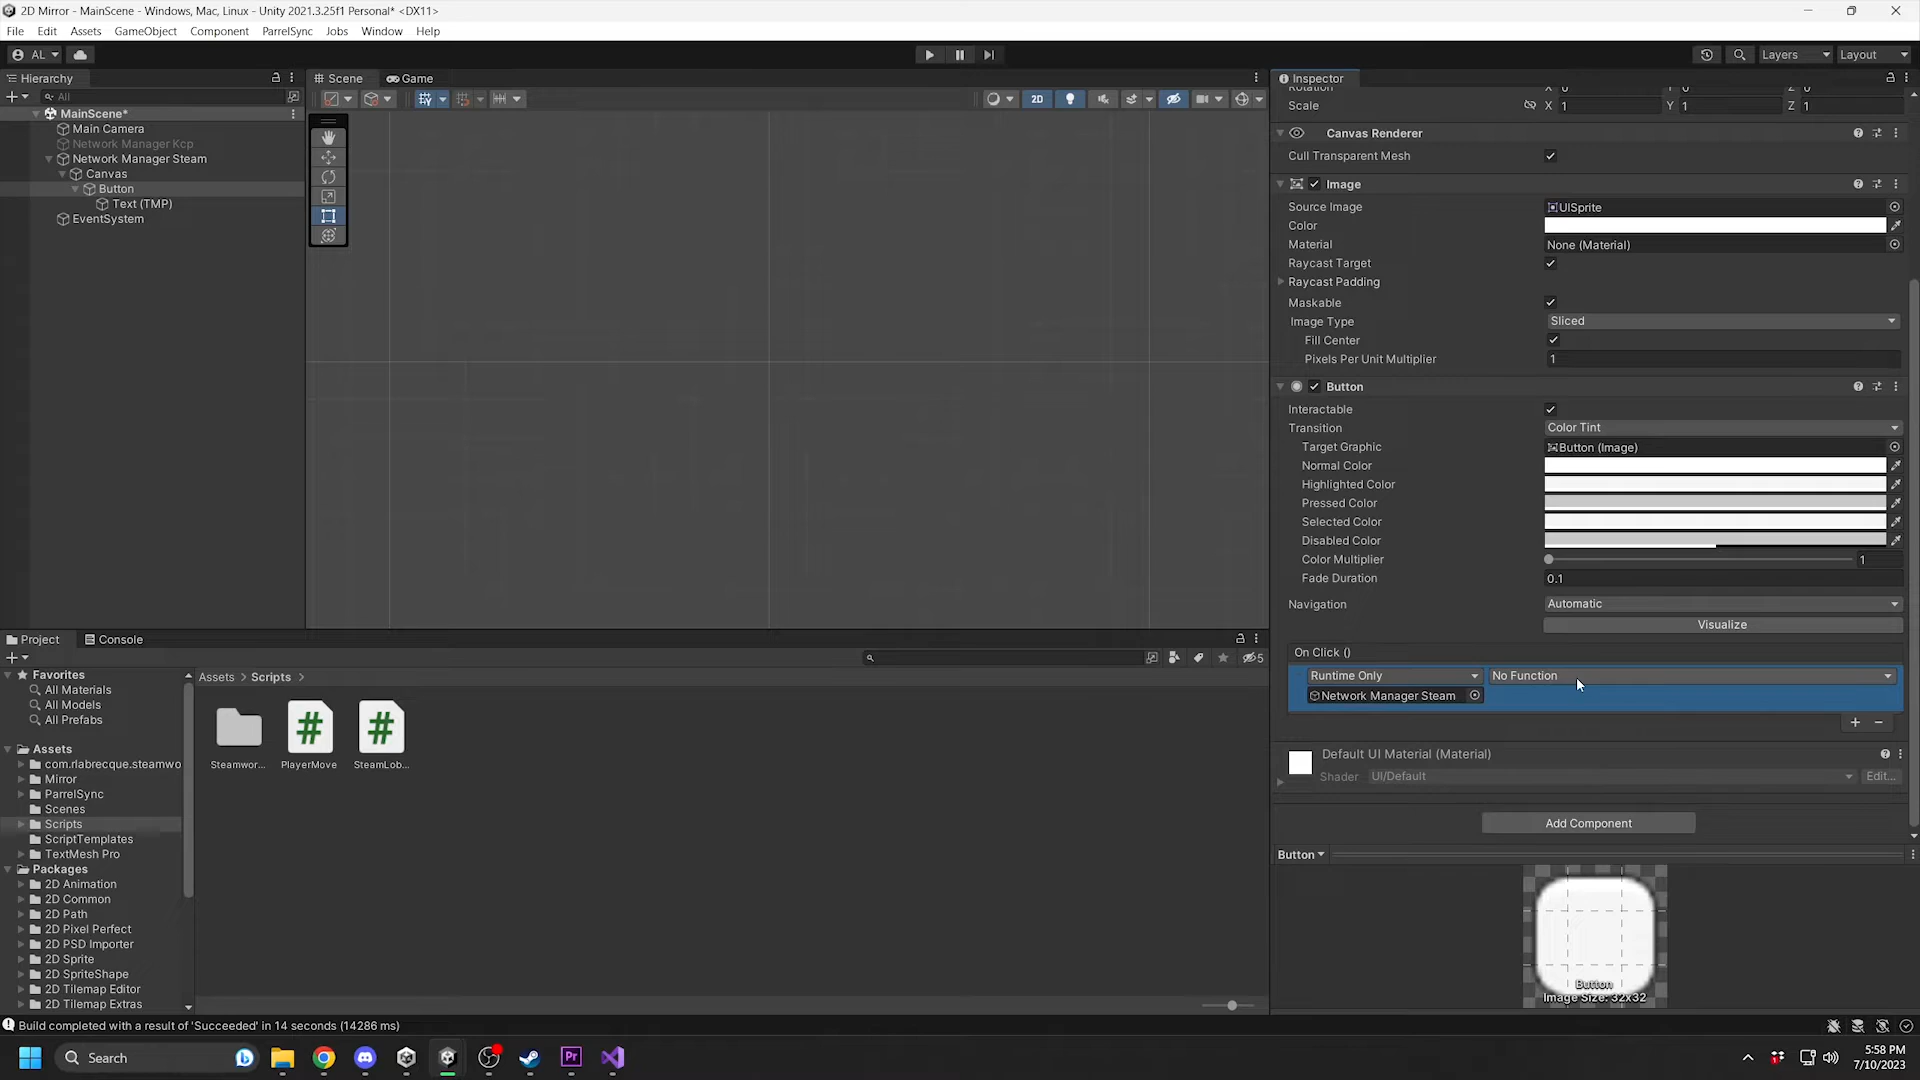 2D Mirror - MainScene - Windows, Mac, Linux - Unity 2021.3.25f1 Personal* <DX11>
File Edit Assets GameObject Component ParrelSync Jobs Window Help
AL Layers Layout
Hierarchy
All
MainScene*
Main Camera
Network Manager Kcp
Network Manager Steam
Canvas
Button
Text (TMP)
EventSystem
Scene Game
2D
Inspector
Rotation X 0 Y 0 Z 0
Scale X 1 Y 1 Z 1
Canvas Renderer
Cull Transparent Mesh
Image
Source Image UISprite
Color
Material None (Material)
Raycast Target
Raycast Padding
Maskable
Image Type Sliced
Fill Center
Pixels Per Unit Multiplier 1
Button
Interactable
Transition Color Tint
Target Graphic Button (Image)
Normal Color
Highlighted Color
Pressed Color
Selected Color
Disabled Color
Color Multiplier 1
Fade Duration 0.1
Navigation Automatic
Visualize
On Click ()
Runtime Only No Function
Network Manager Steam
Default UI Material (Material)
Shader UI/Default Edit...
Add Component
Button
Button
Image Size: 32x32
Project Console
5
Favorites
All Materials
All Models
All Prefabs
Assets
com.rlabrecque.steamwo
Mirror
ParrelSync
Scenes
Scripts
ScriptTemplates
TextMesh Pro
Packages
2D Animation
2D Common
2D Path
2D Pixel Perfect
2D PSD Importer
2D Sprite
2D SpriteShape
2D Tilemap Editor
2D Tilemap Extras
Assets > Scripts >
Steamwor... PlayerMove SteamLob...
Build completed with a result of 'Succeeded' in 14 seconds (14286 ms)
Search
Pr
5:58 PM
7/10/2023